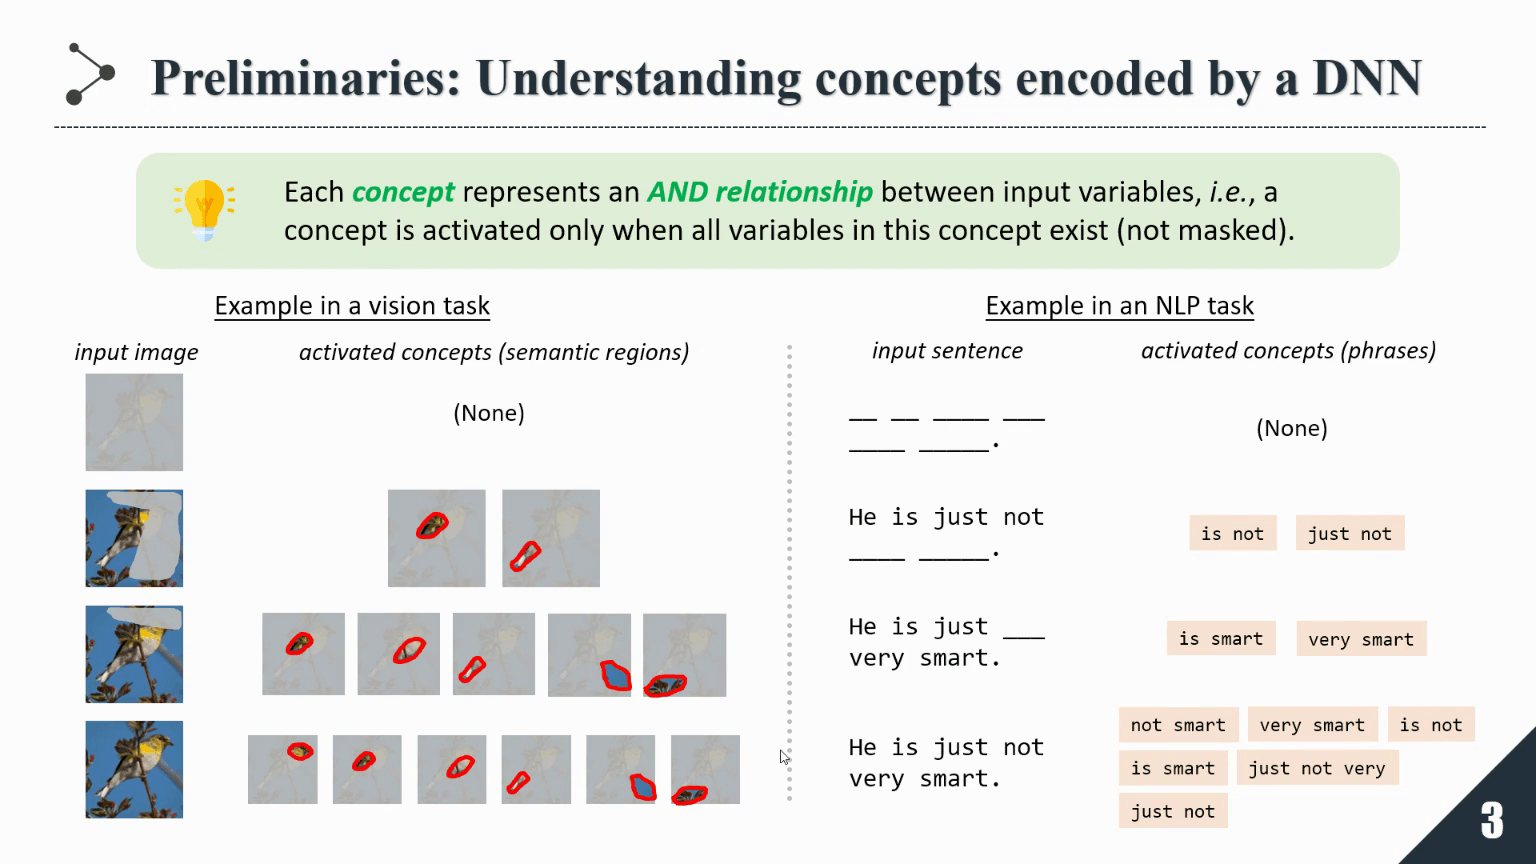 Preliminaries: Understanding concepts encoded by a DNN
Each concept represents an AND relationship between input variables, i.e., a
concept is activated only when all variables in this concept exist (not masked).
Example in a vision task
input image
activated concepts (semantic regions)
(None)
Example in an NLP task
input sentence
activated concepts (phrases)
__ __ ____ ___
____ _____.
(None)
He is just not
____ _____.
is not
just not
He is just ___
very smart.
is smart
very smart
He is just not
very smart.
not smart
very smart
is not
is smart
just not very
just not
3